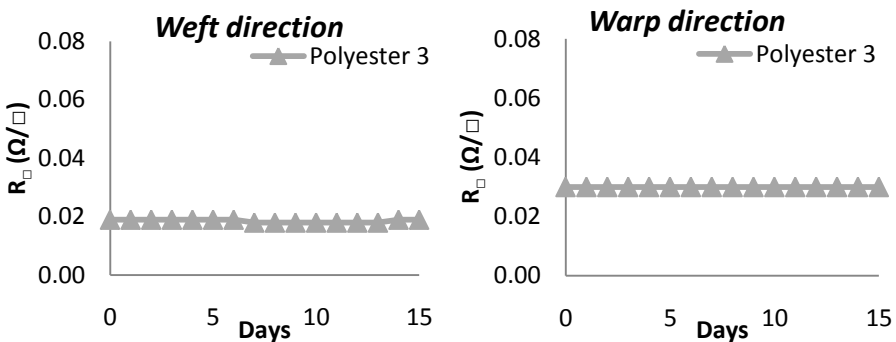 Weft direction
Polyester 3
R□ (Ω/□)
0.08
0.06
0.04
0.02
0.00
0
5
10
15
Days
Warp direction
Polyester 3
R□ (Ω/□)
0.08
0.06
0.04
0.02
0.00
0
5
10
15
Days